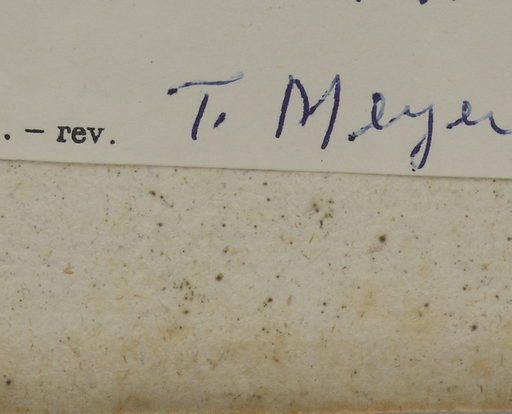 . – rev. T. Meyer